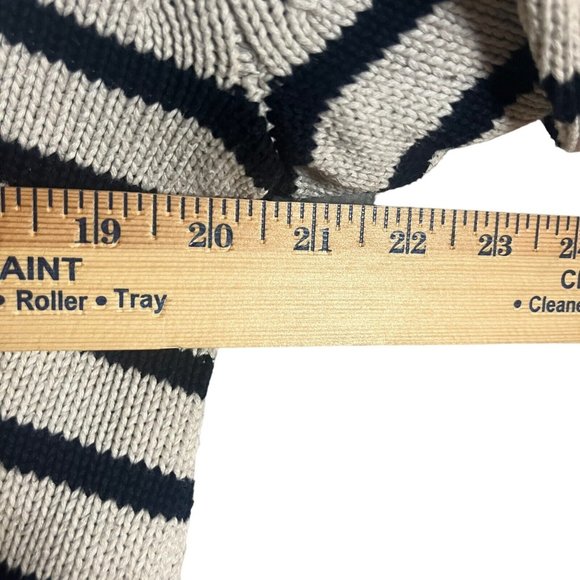 19 20 21 22 23
AINT
• Roller • Tray
• Cleane